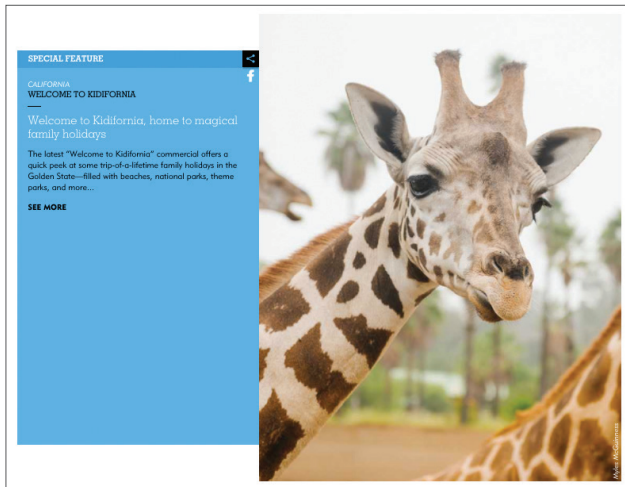 SPECIAL FEATURE
CALIFORNIA
WELCOME TO KIDIFORNIA
Welcome to Kidifornia, home to magical
family holidays
The latest "Welcome to Kidifornia" commercial offers a
quick peek at some trip-of-a-lifetime family holidays in the
Golden State—filled with beaches, national parks, theme
parks, and more...
SEE MORE
Myles McGuinness